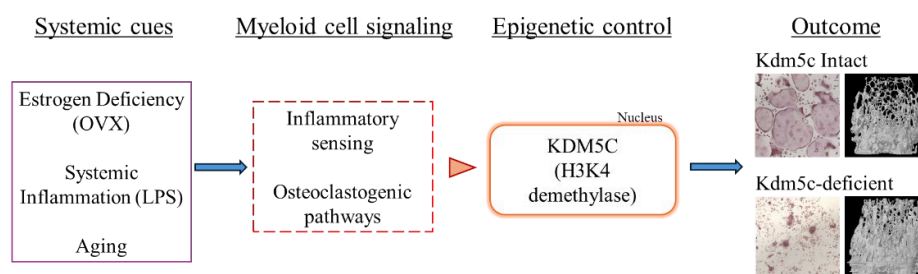 Systemic cues
Myeloid cell signaling
Epigenetic control
Outcome
Estrogen Deficiency
(OVX)
Systemic
Inflammation (LPS)
Aging
Inflammatory
sensing
Osteoclastogenic
pathways
Nucleus
KDM5C
(H3K4
demethylase)
Kdm5c Intact
Kdm5c-deficient